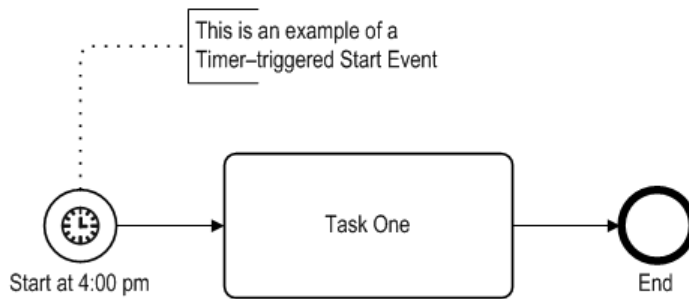 This is an example of a
Timer–triggered Start Event
Task One
Start at 4:00 pm
End